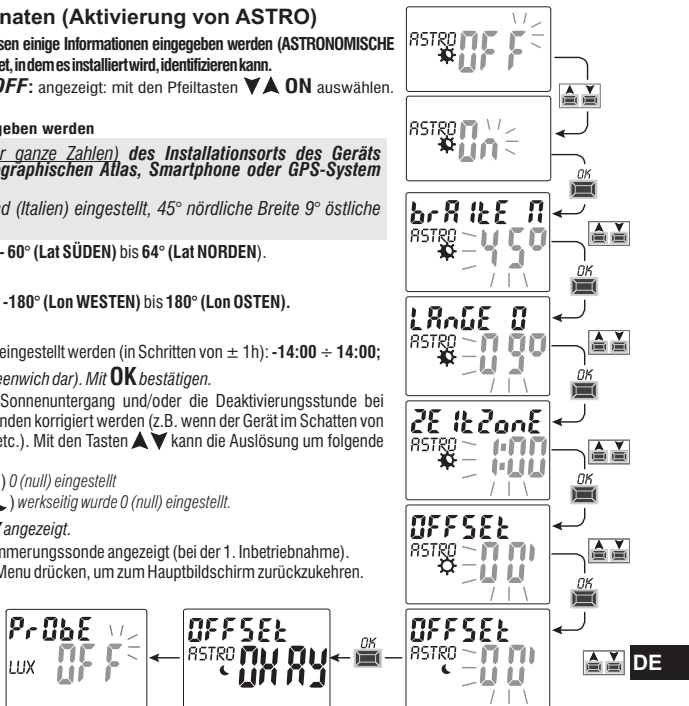 naten (Aktivierung von ASTRO)
sen einige Informationen eingegeben werden (ASTRONOMISCHE
et, in dem es installiert wird, identifizieren kann.
OFF: angezeigt: mit den Pfeiltasten ▼▲ ON auswählen.
geben werden
r ganze Zahlen) des Installationsorts des Geräts
ographischen Atlas, Smartphone oder GPS-System
d (Italien) eingestellt, 45° nördliche Breite 9° östliche
- 60° (Lat SÜDEN) bis 64° (Lat NORDEN).
-180° (Lon WESTEN) bis 180° (Lon OSTEN).
eingestellt werden (in Schritten von ± 1h): -14:00 ÷ 14:00;
eenwich dar). Mit OK bestätigen.
Sonnenuntergang und/oder die Deaktivierungsstunde bei
nden korrigiert werden (z.B. wenn der Gerät im Schatten von
etc.). Mit den Tasten ▲▼ kann die Auslösung um folgende
) 0 (null) eingestellt
) werkseitig wurde 0 (null) eingestellt.
angezeigt.
mmerungssonde angezeigt (bei der 1. Inbetriebnahme).
Menu drücken, um zum Hauptbildschirm zurückzukehren.
ASTRO OFF
ASTRO On
OK
brAItE N
ASTRO 45°
OK
LAnGE O
ASTRO 09°
OK
ZEItZonE
ASTRO 1:00
OK
OFFSEt
ASTRO 00'
OK
OFFSEt
ASTRO 00'
OK
OFFSEt
ASTRO OKAY
PrObE
LUX OFF
DE